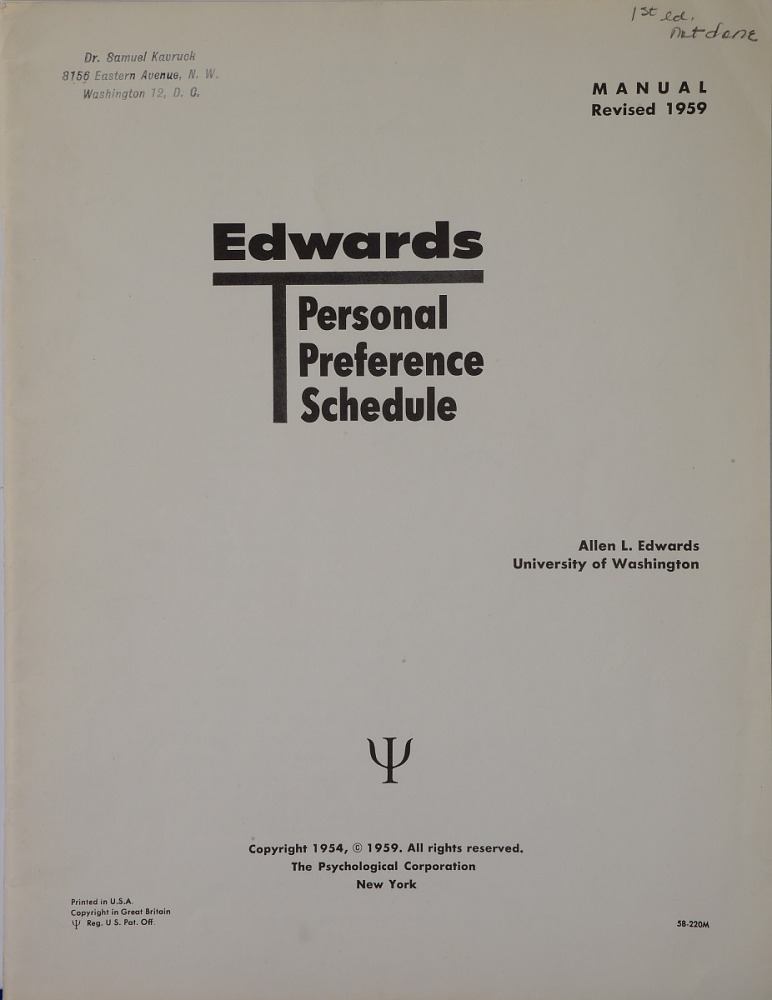 1st ed.
not done
Dr. Samuel Kavruck
8156 Eastern Avenue, N. W.
Washington 12, D. C.
MANUAL
Revised 1959
Edwards
Personal
Preference
Schedule
Allen L. Edwards
University of Washington
Ψ
Copyright 1954, © 1959. All rights reserved.
The Psychological Corporation
New York
Printed in U.S.A.
Copyright in Great Britain
Ψ Reg. U S. Pat. Off.
58-220M